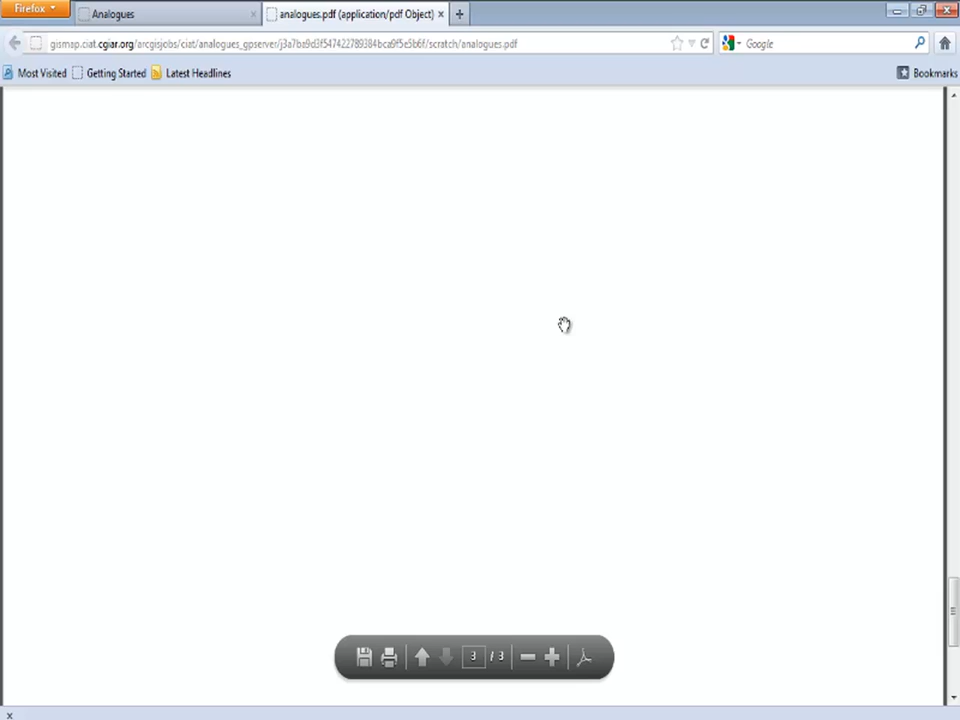 Firefox
Analogues
analogues.pdf (application/pdf Object)
gismap.ciat.cgiar.org/arcgisjobs/ciat/analogues_gpserver/j3a7ba9d3f547422789384bca9f5e5b6f/scratch/analogues.pdf
Google
Most Visited
Getting Started
Latest Headlines
Bookmarks
3 / 3